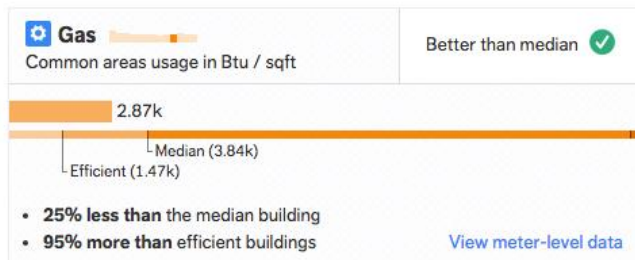 Gas
Common areas usage in Btu / sqft
Better than median
2.87k
Median (3.84k)
Efficient (1.47k)
• 25% less than the median building
• 95% more than efficient buildings
View meter-level data